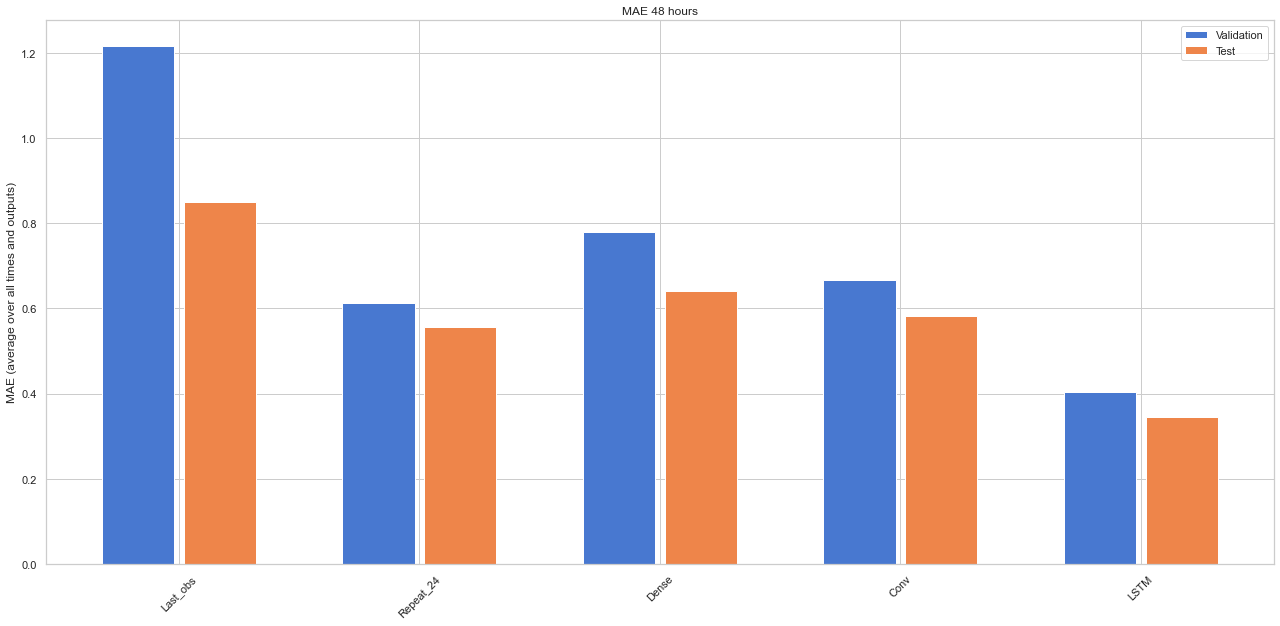 MAE 48 hours
Validation
Test
MAE (average over all times and outputs)
1.2
1.0
0.8
0.6
0.4
0.2
0.0
Last_obs
Repeat_24
Dense
Conv
LSTM